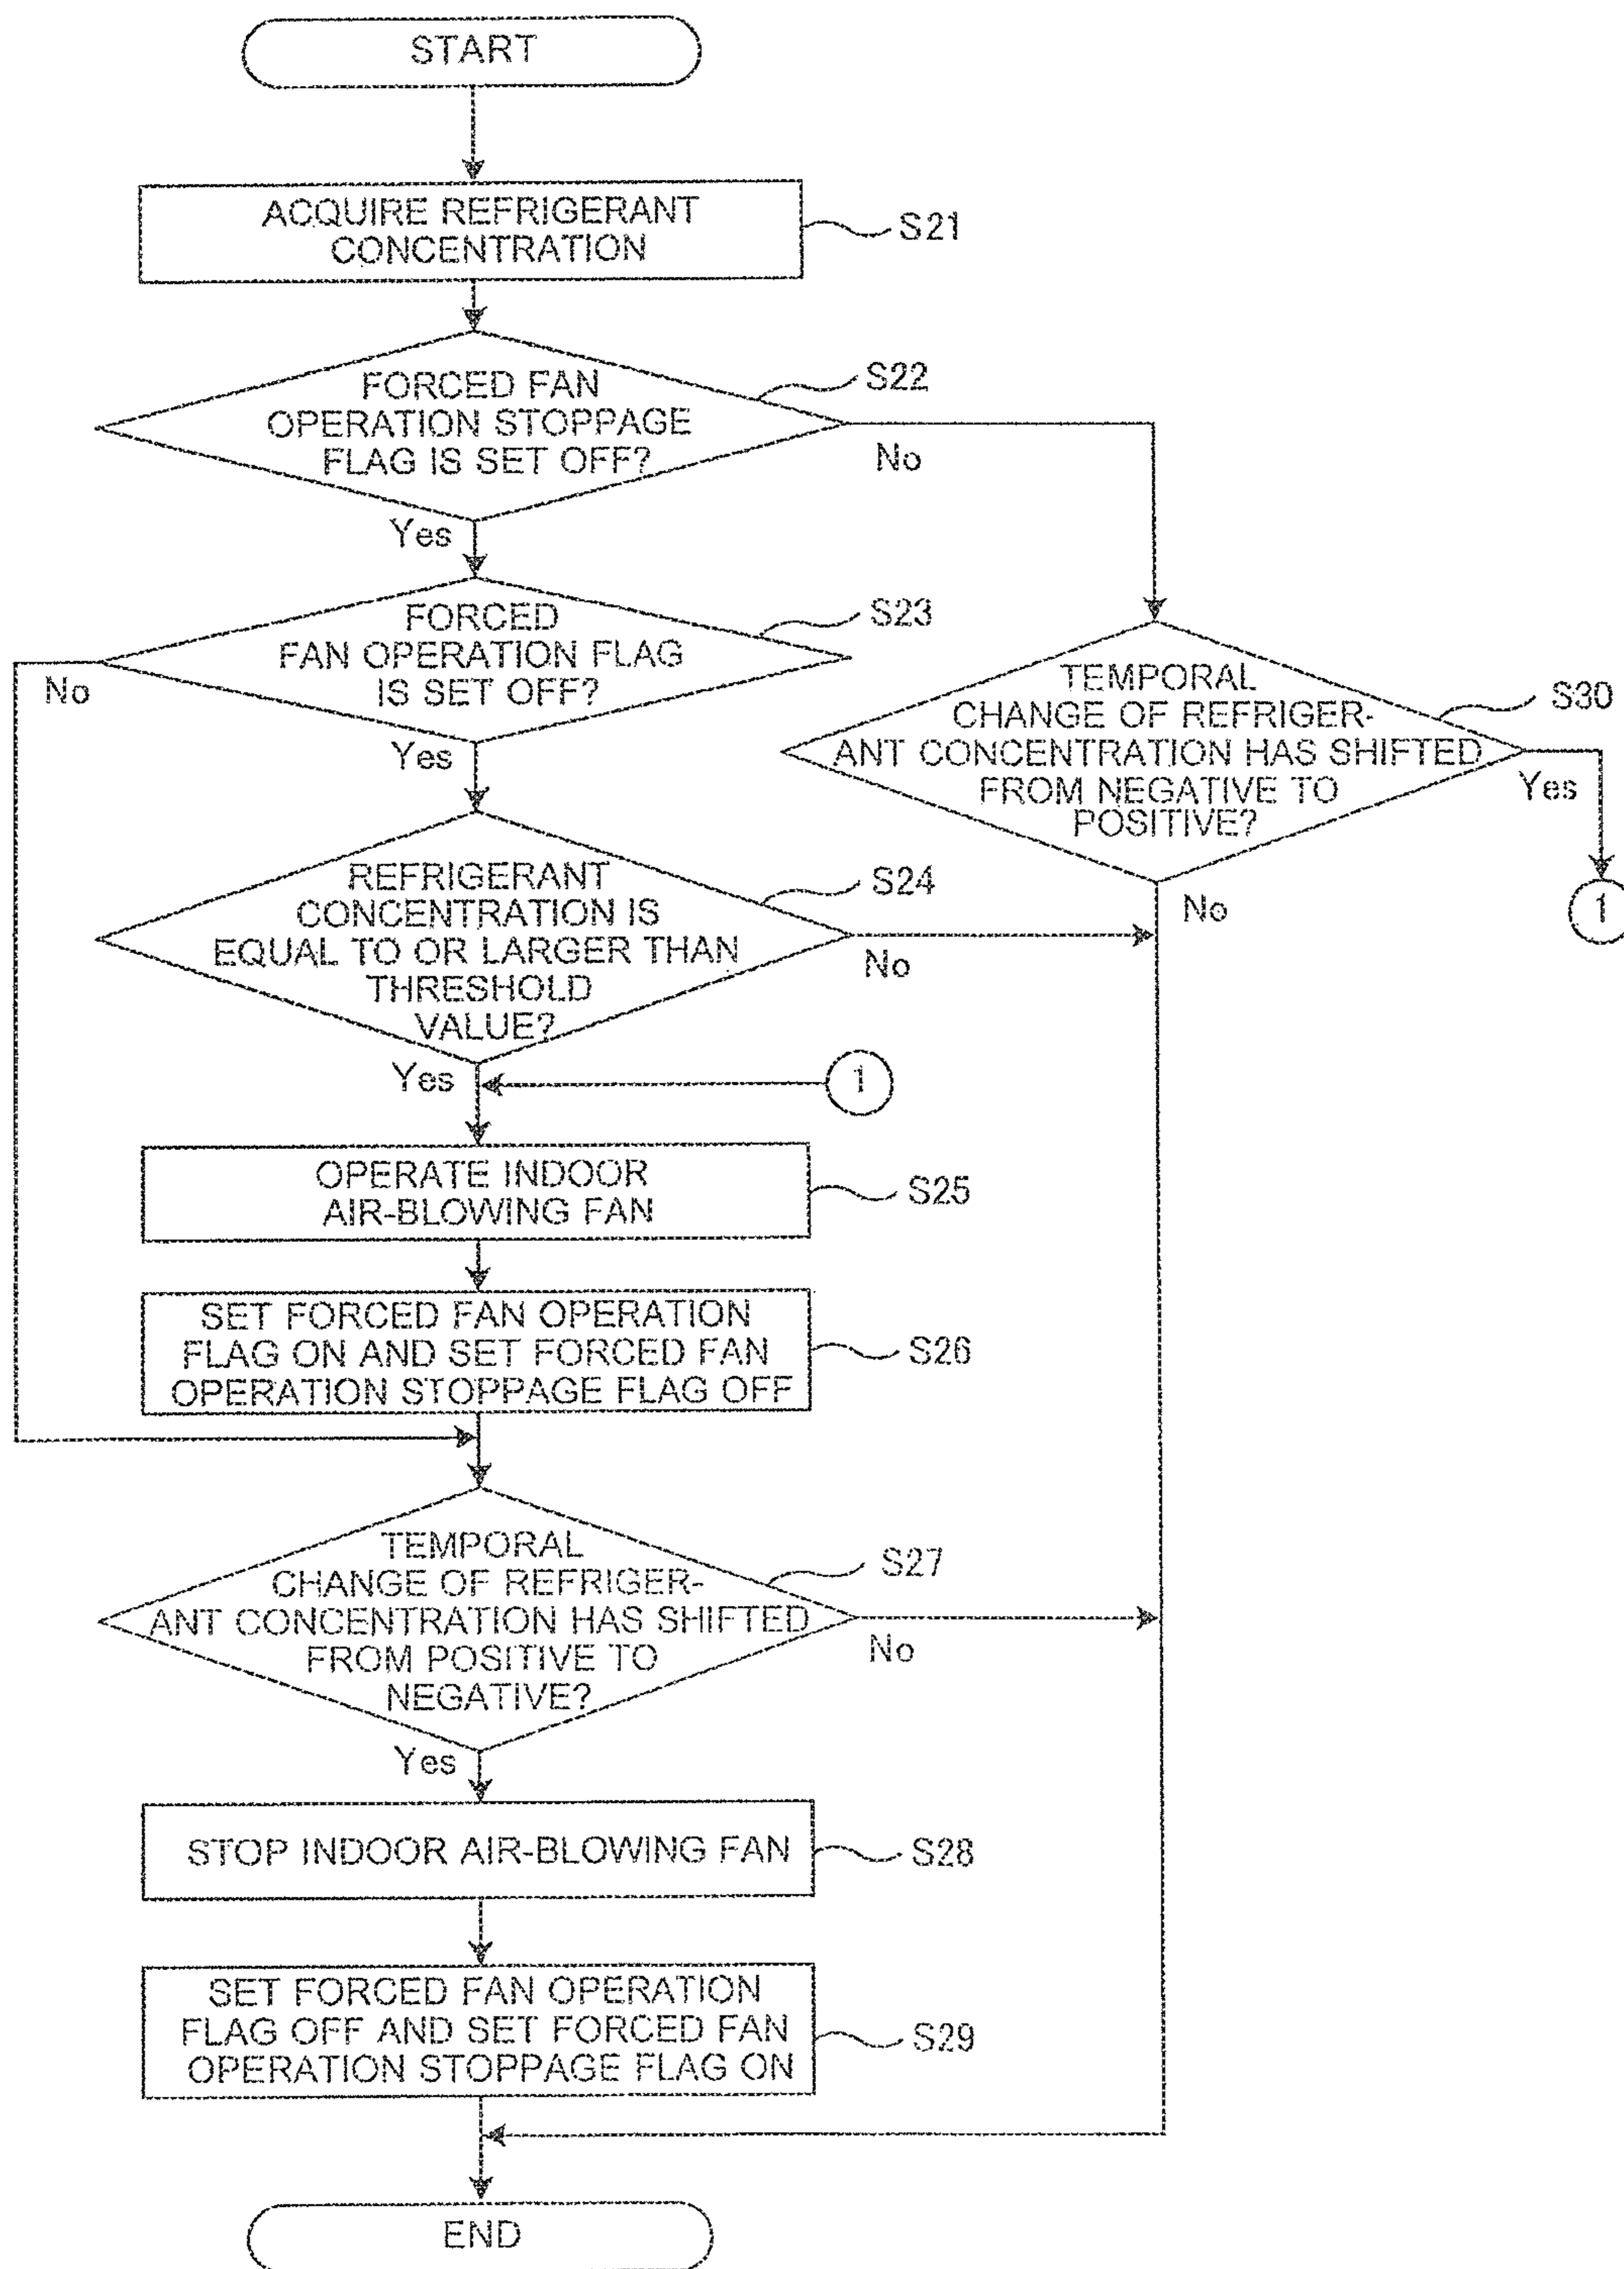 START
ACQUIRE REFRIGERANT
CONCENTRATION
S21
FORCED FAN
OPERATION STOPPAGE
FLAG IS SET OFF?
S22
No
Yes
FORCED
FAN OPERATION FLAG
IS SET OFF?
S23
No
Yes
TEMPORAL
CHANGE OF REFRIGER-
ANT CONCENTRATION HAS SHIFTED
FROM NEGATIVE TO
POSITIVE?
S30
Yes
1
No
REFRIGERANT
CONCENTRATION IS
EQUAL TO OR LARGER THAN
THRESHOLD
VALUE?
S24
No
Yes
1
OPERATE INDOOR
AIR-BLOWING FAN
S25
SET FORCED FAN OPERATION
FLAG ON AND SET FORCED FAN
OPERATION STOPPAGE FLAG OFF
S26
TEMPORAL
CHANGE OF REFRIGER-
ANT CONCENTRATION HAS SHIFTED
FROM POSITIVE TO
NEGATIVE?
S27
No
Yes
STOP INDOOR AIR-BLOWING FAN
S28
SET FORCED FAN OPERATION
FLAG OFF AND SET FORCED FAN
OPERATION STOPPAGE FLAG ON
S29
END